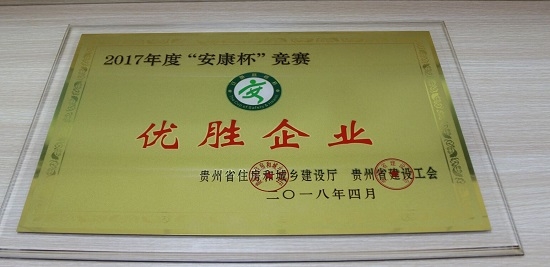 2017年度“安康杯”竞赛
安
优胜企业
贵州省住房和城乡建设厅 贵州省建设工会
二〇一八年四月